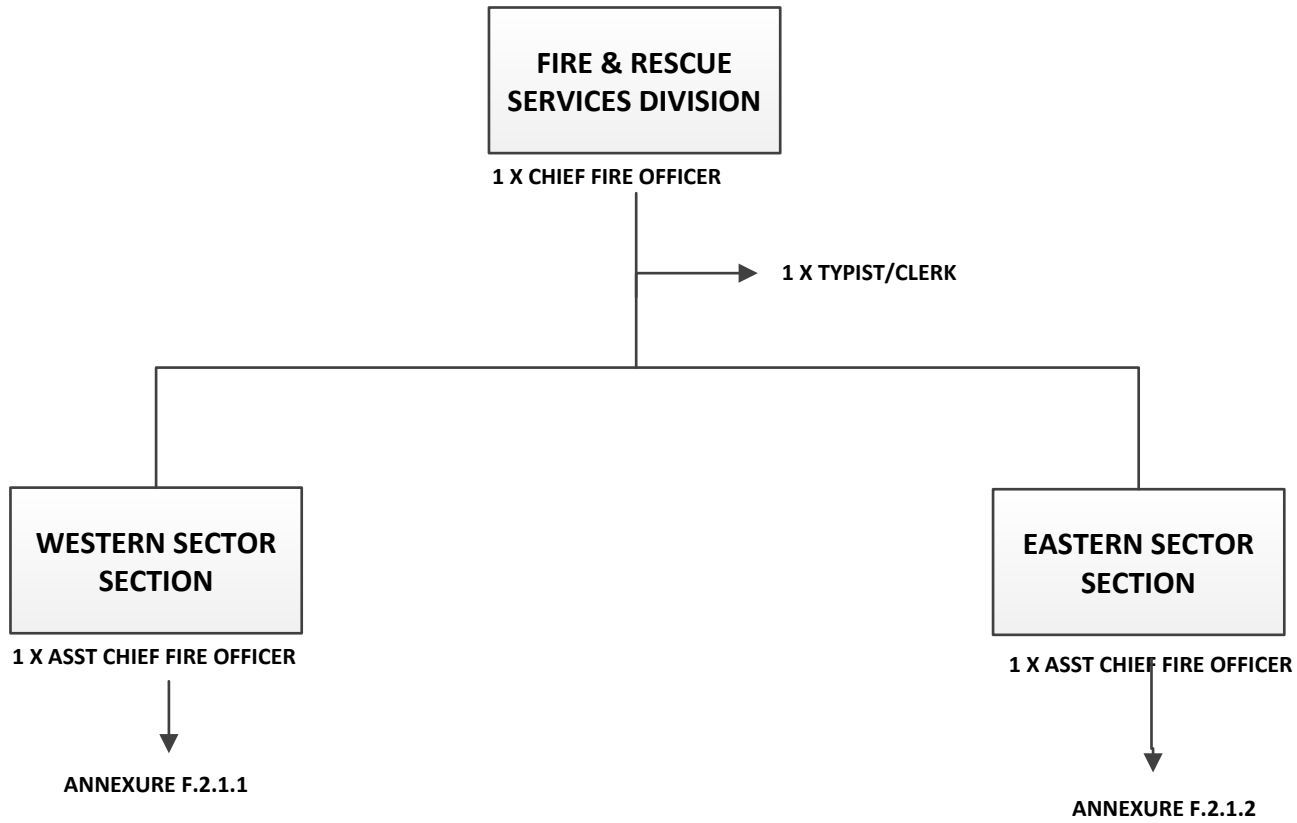 FIRE & RESCUE
SERVICES DIVISION
1 X CHIEF FIRE OFFICER
1 X TYPIST/CLERK
WESTERN SECTOR
SECTION
1 X ASST CHIEF FIRE OFFICER
ANNEXURE F.2.1.1
EASTERN SECTOR
SECTION
1 X ASST CHIEF FIRE OFFICER
ANNEXURE F.2.1.2